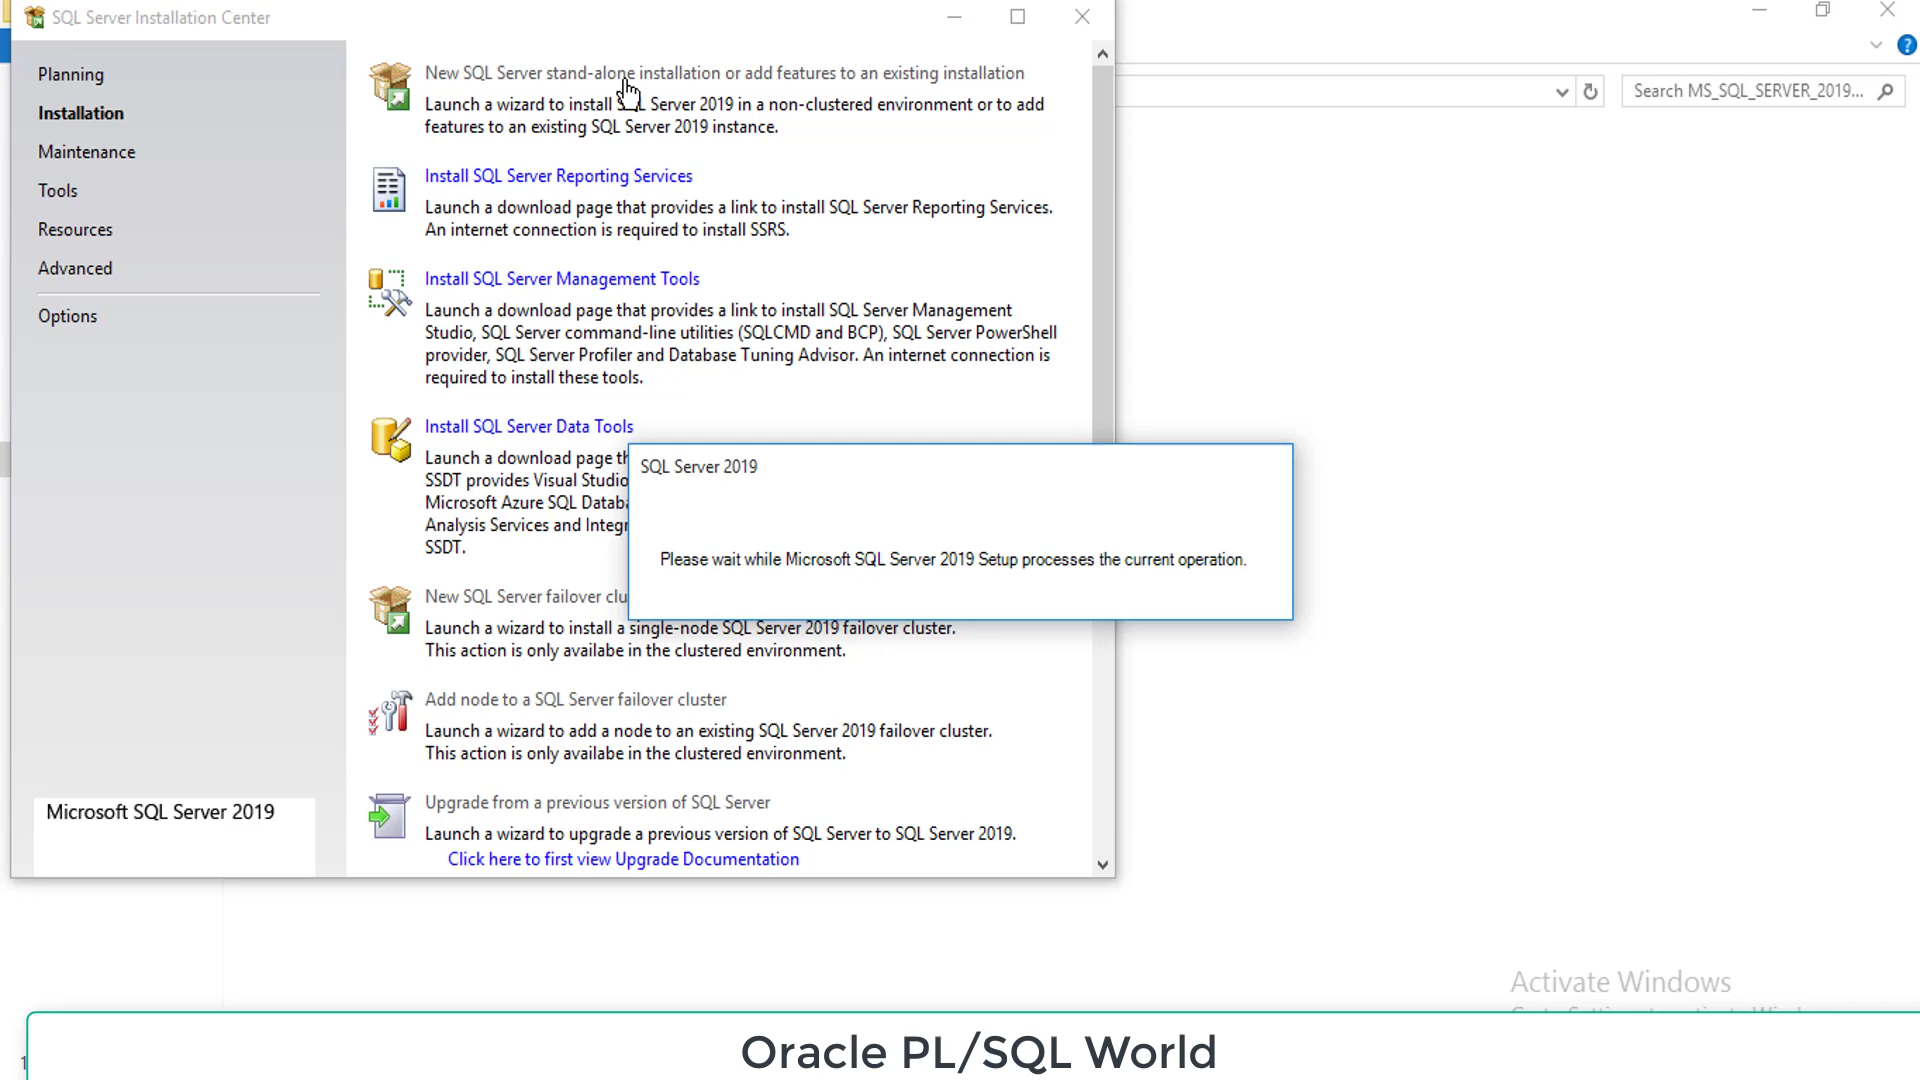 SQL Server Installation Center
Planning
Installation
Maintenance
Tools
Resources
Advanced
Options
Microsoft SQL Server 2019
New SQL Server stand-alone installation or add features to an existing installation
Launch a wizard to install SQL Server 2019 in a non-clustered environment or to add
features to an existing SQL Server 2019 instance.
Install SQL Server Reporting Services
Launch a download page that provides a link to install SQL Server Reporting Services.
An internet connection is required to install SSRS.
Install SQL Server Management Tools
Launch a download page that provides a link to install SQL Server Management
Studio, SQL Server command-line utilities (SQLCMD and BCP), SQL Server PowerShell
provider, SQL Server Profiler and Database Tuning Advisor. An internet connection is
required to install these tools.
Install SQL Server Data Tools
Launch a download page
SSDT provides Visual Studio
Microsoft Azure SQL
Analysis Services and
SSDT.
SQL Server 2019
Please wait while Microsoft SQL Server 2019 Setup processes the current operation.
New SQL Server failover
Launch a wizard to install a single-node SQL Server 2019 failover cluster.
This action is only availabe in the clustered environment.
Add node to a SQL Server failover cluster
Launch a wizard to add a node to an existing SQL Server 2019 failover cluster.
This action is only availabe in the clustered environment.
Upgrade from a previous version of SQL Server
Launch a wizard to upgrade a previous version of SQL Server to SQL Server 2019.
Click here to first view Upgrade Documentation
Search MS_SQL_SERVER_2019...
Activate Windows
Oracle PL/SQL World